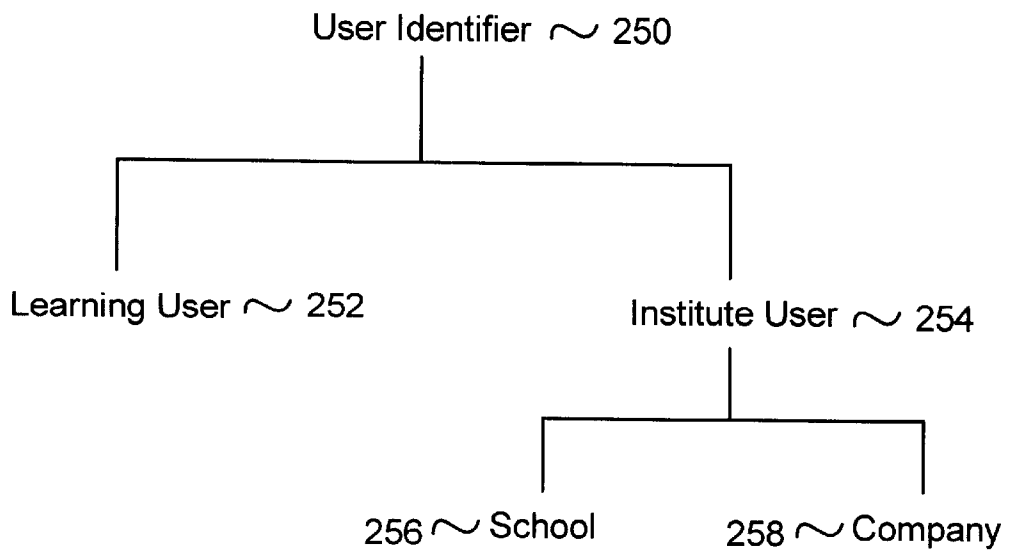 User Identifier ~ 250
Learning User ~ 252
Institute User ~ 254
256 ~ School
258 ~ Company